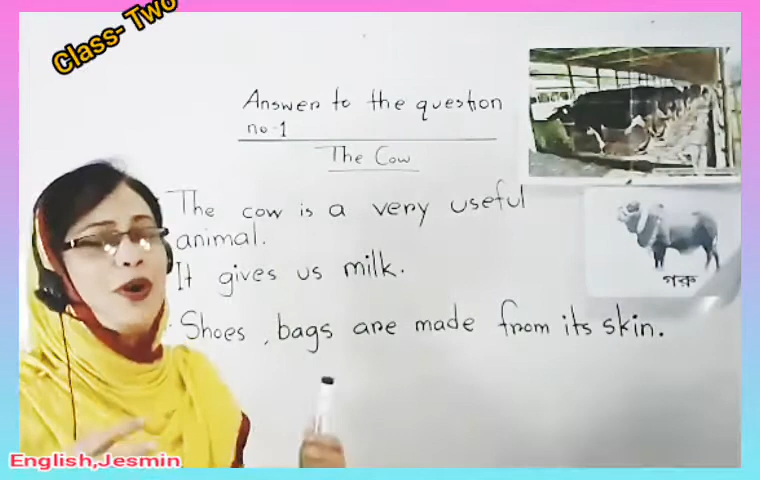 Class- Two
Answer to the question
no-1
The Cow
The cow is a very useful
animal.
It gives us milk.
Shoes, bags are made from its skin.
গরু
English,Jesmin